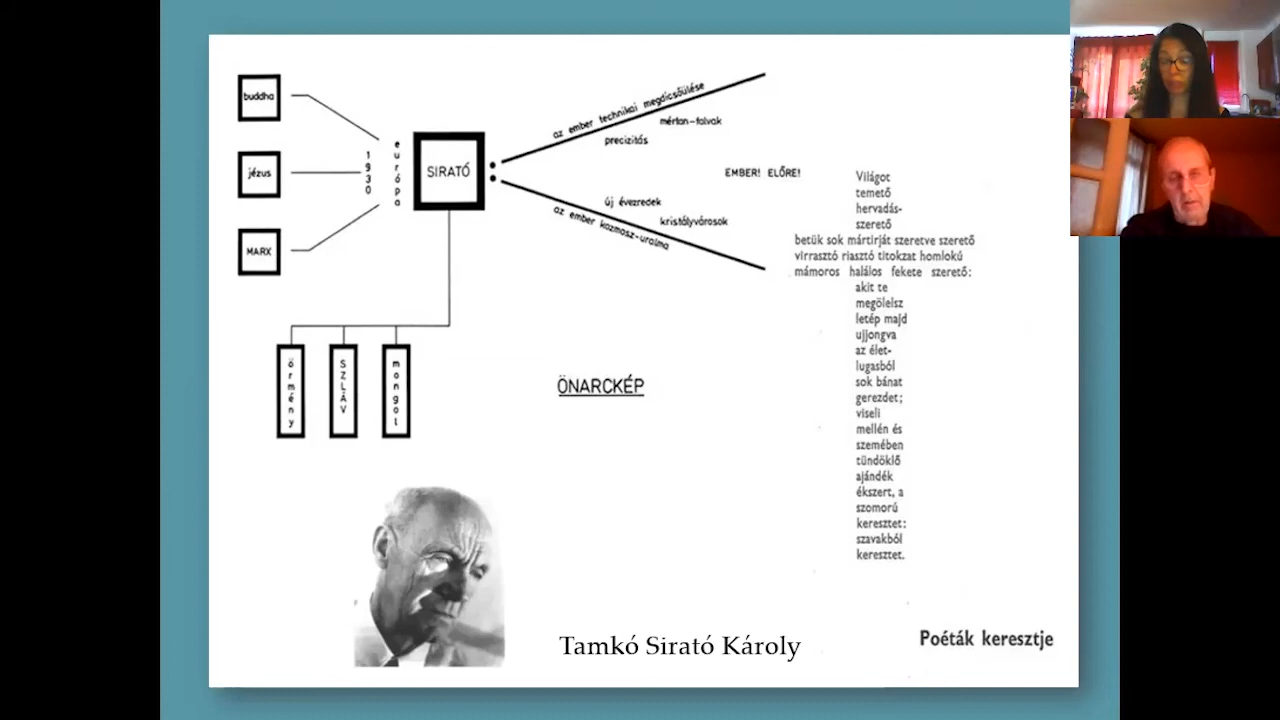 buddha
jézus
MARX
1930
európa
SIRATÓ
:
az ember technikai megdicsőülése
mértan-falvak
precizitás
EMBER! ELŐRE!
új évezredek
kristályvárosok
az ember kozmosz-uralma
örmény
SZLÁV
mongol
ÖNARCKÉP
Tamkó Sirató Károly
Világot
temető
hervadás-
szerető
betük sok mártirját szeretve szerető
virrasztó riasztó titokzat homlokú
mámoros halálos fekete szerető:
akit te
megölelsz
letép majd
ujjongva
az élet-
lugasból
sok bánat
gerezdet;
viseli
mellén és
szemében
tündöklő
ajándék
ékszert, a
szomorú
keresztet:
szavakból
keresztet.
Poéták keresztje